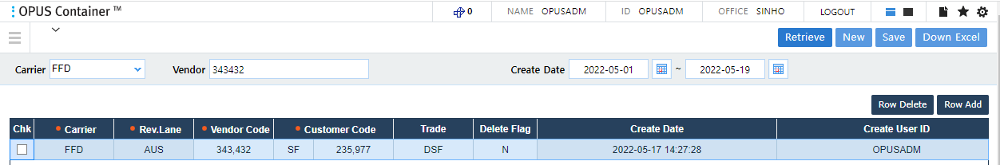 OPUS Container ™ 0 NAME OPUSADM ID OPUSADM OFFICE SINHO LOGOUT
Retrieve New Save Down Excel
Carrier FFD Vendor 343432 Create Date 2022-05-01 ~ 2022-05-19
Row Delete Row Add
Chk Carrier Rev.Lane Vendor Code Customer Code Trade Delete Flag Create Date Create User ID
FFD AUS 343,432 SF 235,977 DSF N 2022-05-17 14:27:28 OPUSADM